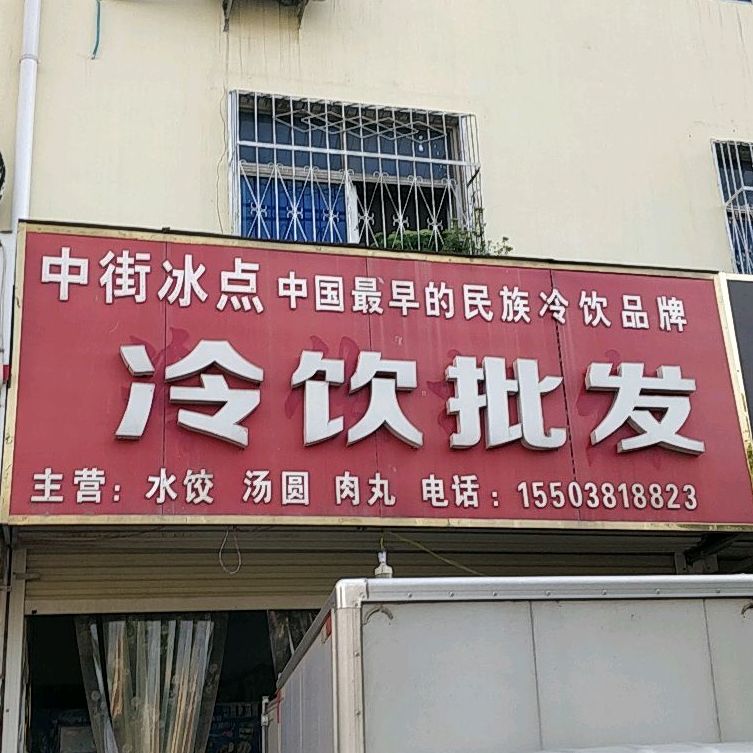 中街冰点 中国最早的民族冷饮品牌
冷饮批发
主营：水饺 汤圆 肉丸 电话：15503818823